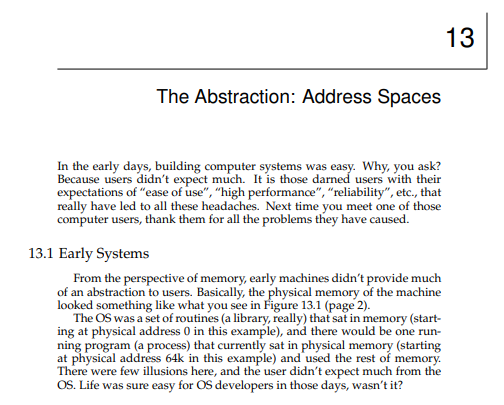 13
The Abstraction: Address Spaces
In the early days, building computer systems was easy. Why, you ask?
Because users didn’t expect much. It is those darned users with their
expectations of “ease of use”, “high performance”, “reliability”, etc., that
really have led to all these headaches. Next time you meet one of those
computer users, thank them for all the problems they have caused.
13.1 Early Systems
From the perspective of memory, early machines didn’t provide much
of an abstraction to users. Basically, the physical memory of the machine
looked something like what you see in Figure 13.1 (page 2).
The OS was a set of routines (a library, really) that sat in memory (start-
ing at physical address 0 in this example), and there would be one run-
ning program (a process) that currently sat in physical memory (starting
at physical address 64k in this example) and used the rest of memory.
There were few illusions here, and the user didn’t expect much from the
OS. Life was sure easy for OS developers in those days, wasn’t it?